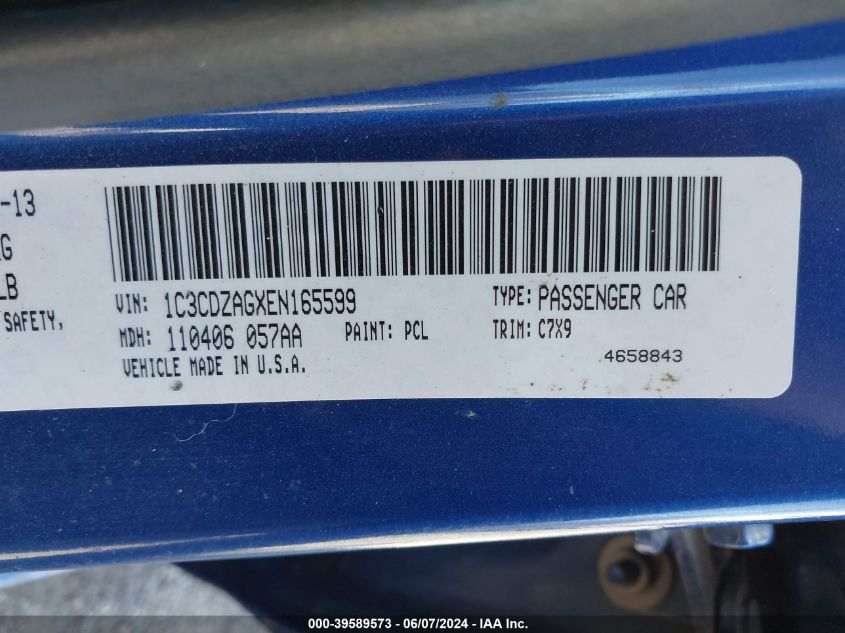 -13
G
LB
SAFETY,
VIN: 1C3CDZAGXEN165599 TYPE: PASSENGER CAR
MDH: 110406 057AA PAINT: PCL TRIM: C7X9
VEHICLE MADE IN U.S.A. 4658843
000-39589573 - 06/07/2024 - IAA Inc.